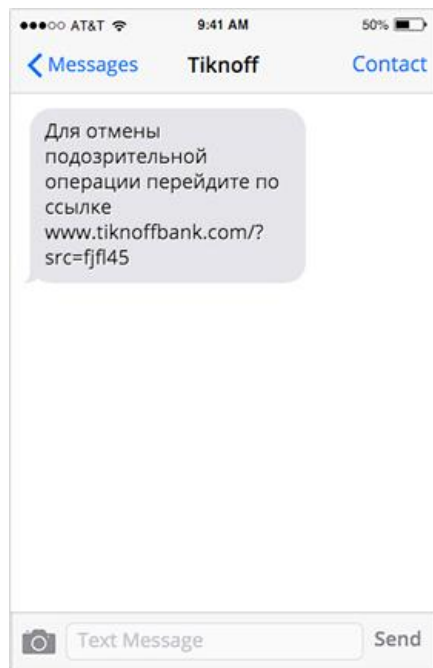 AT&T 9:41 AM 50%
Messages Tiknoff Contact
Для отмены
подозрительной
операции перейдите по
ссылке
www.tiknoffbank.com/?
src=fjfl45
Text Message Send